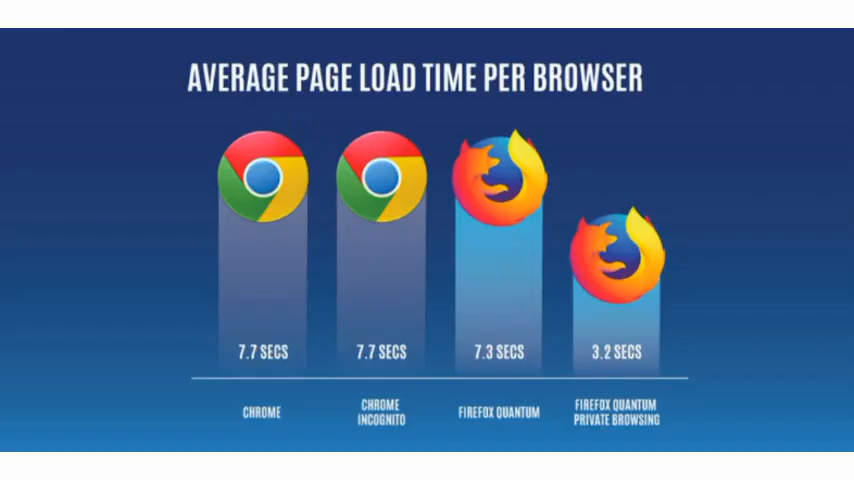 AVERAGE PAGE LOAD TIME PER BROWSER
7.7 SECS
7.7 SECS
7.3 SECS
3.2 SECS
CHROME
CHROME
INCOGNITO
FIREFOX QUANTUM
FIREFOX QUANTUM
PRIVATE BROWSING